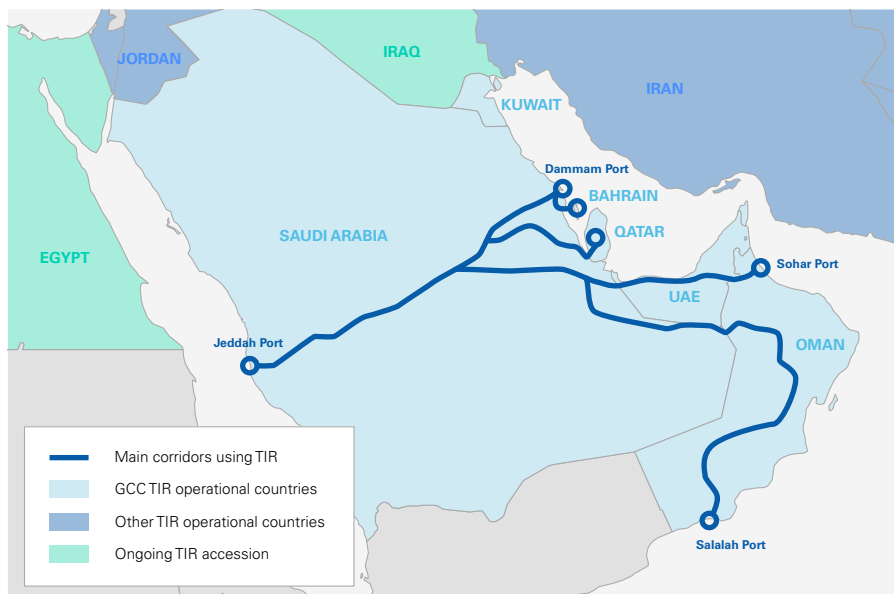 JORDAN
IRAQ
IRAN
KUWAIT
Dammam Port
BAHRAIN
SAUDI ARABIA
QATAR
EGYPT
Sohar Port
UAE
Jeddah Port
OMAN
Main corridors using TIR
GCC TIR operational countries
Other TIR operational countries
Salalah Port
Ongoing TIR accession